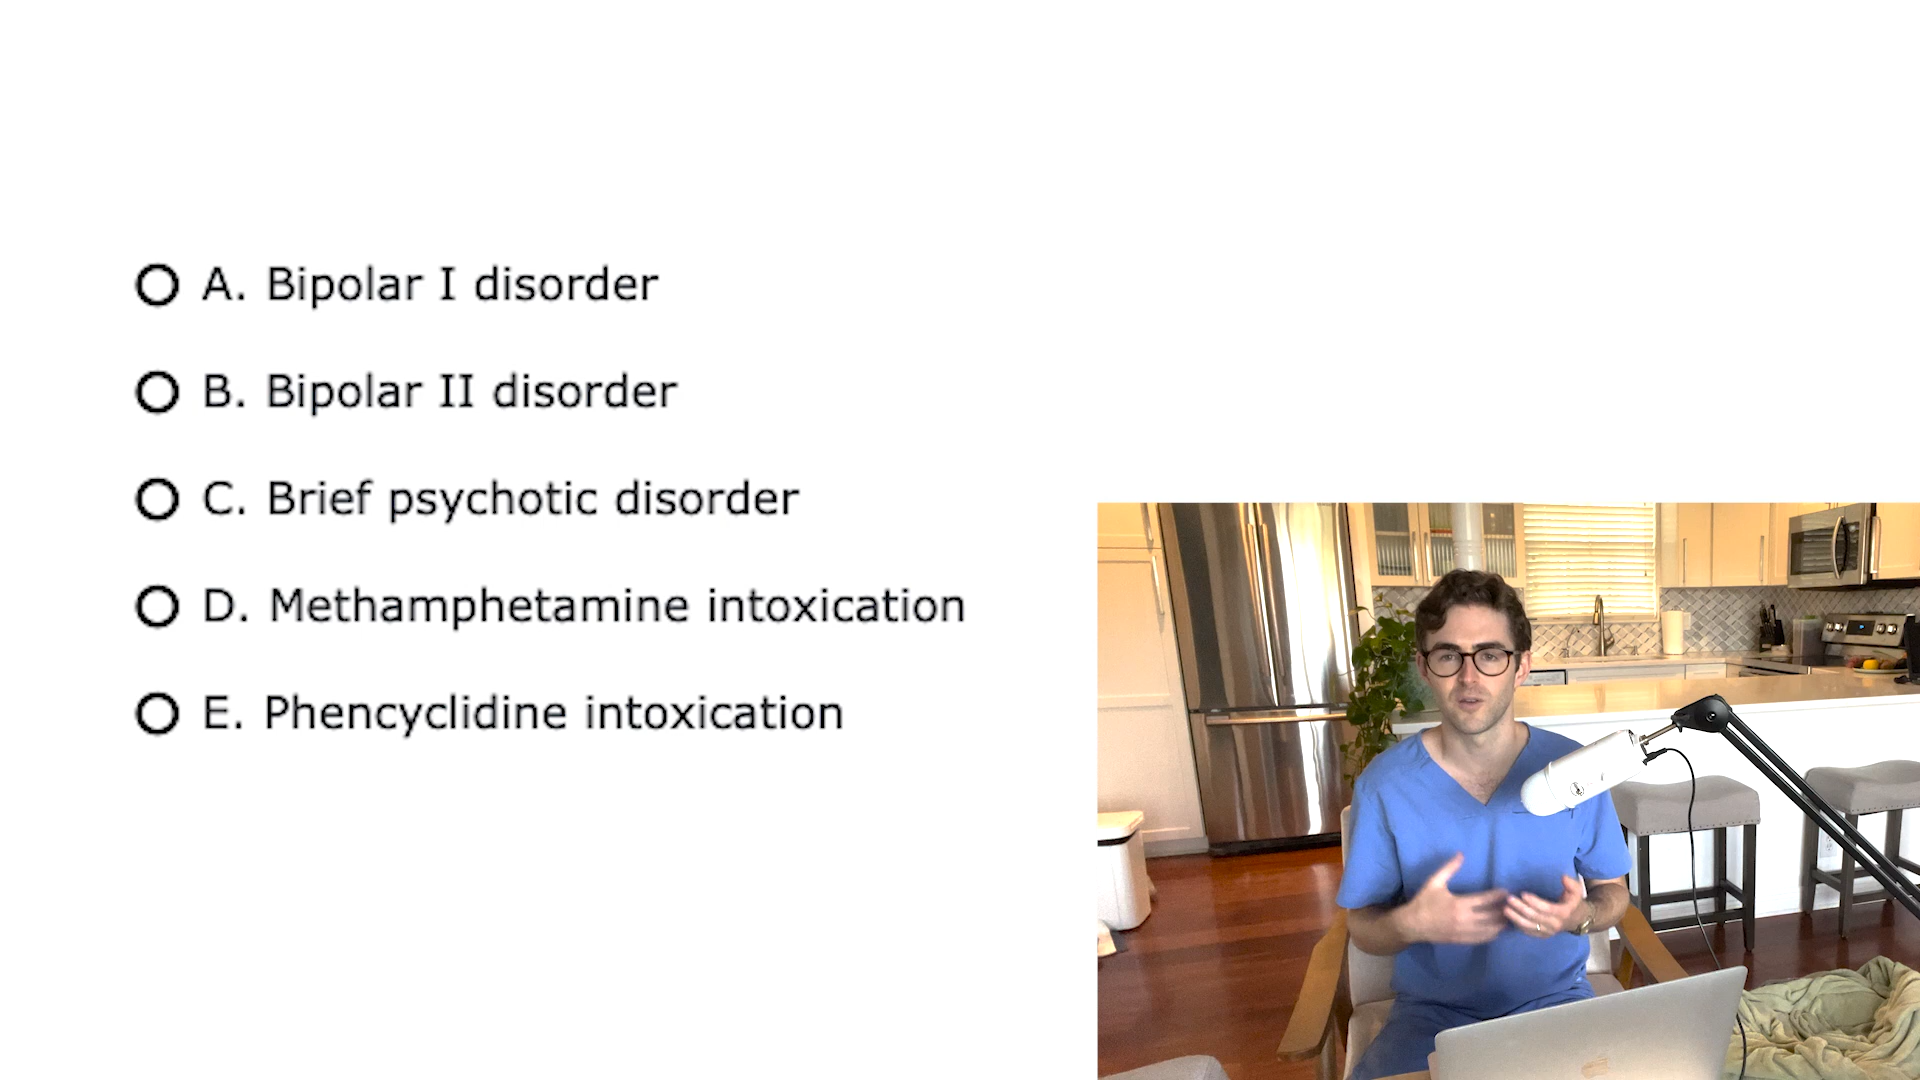 A. Bipolar I disorder
B. Bipolar II disorder
C. Brief psychotic disorder
D. Methamphetamine intoxication
E. Phencyclidine intoxication